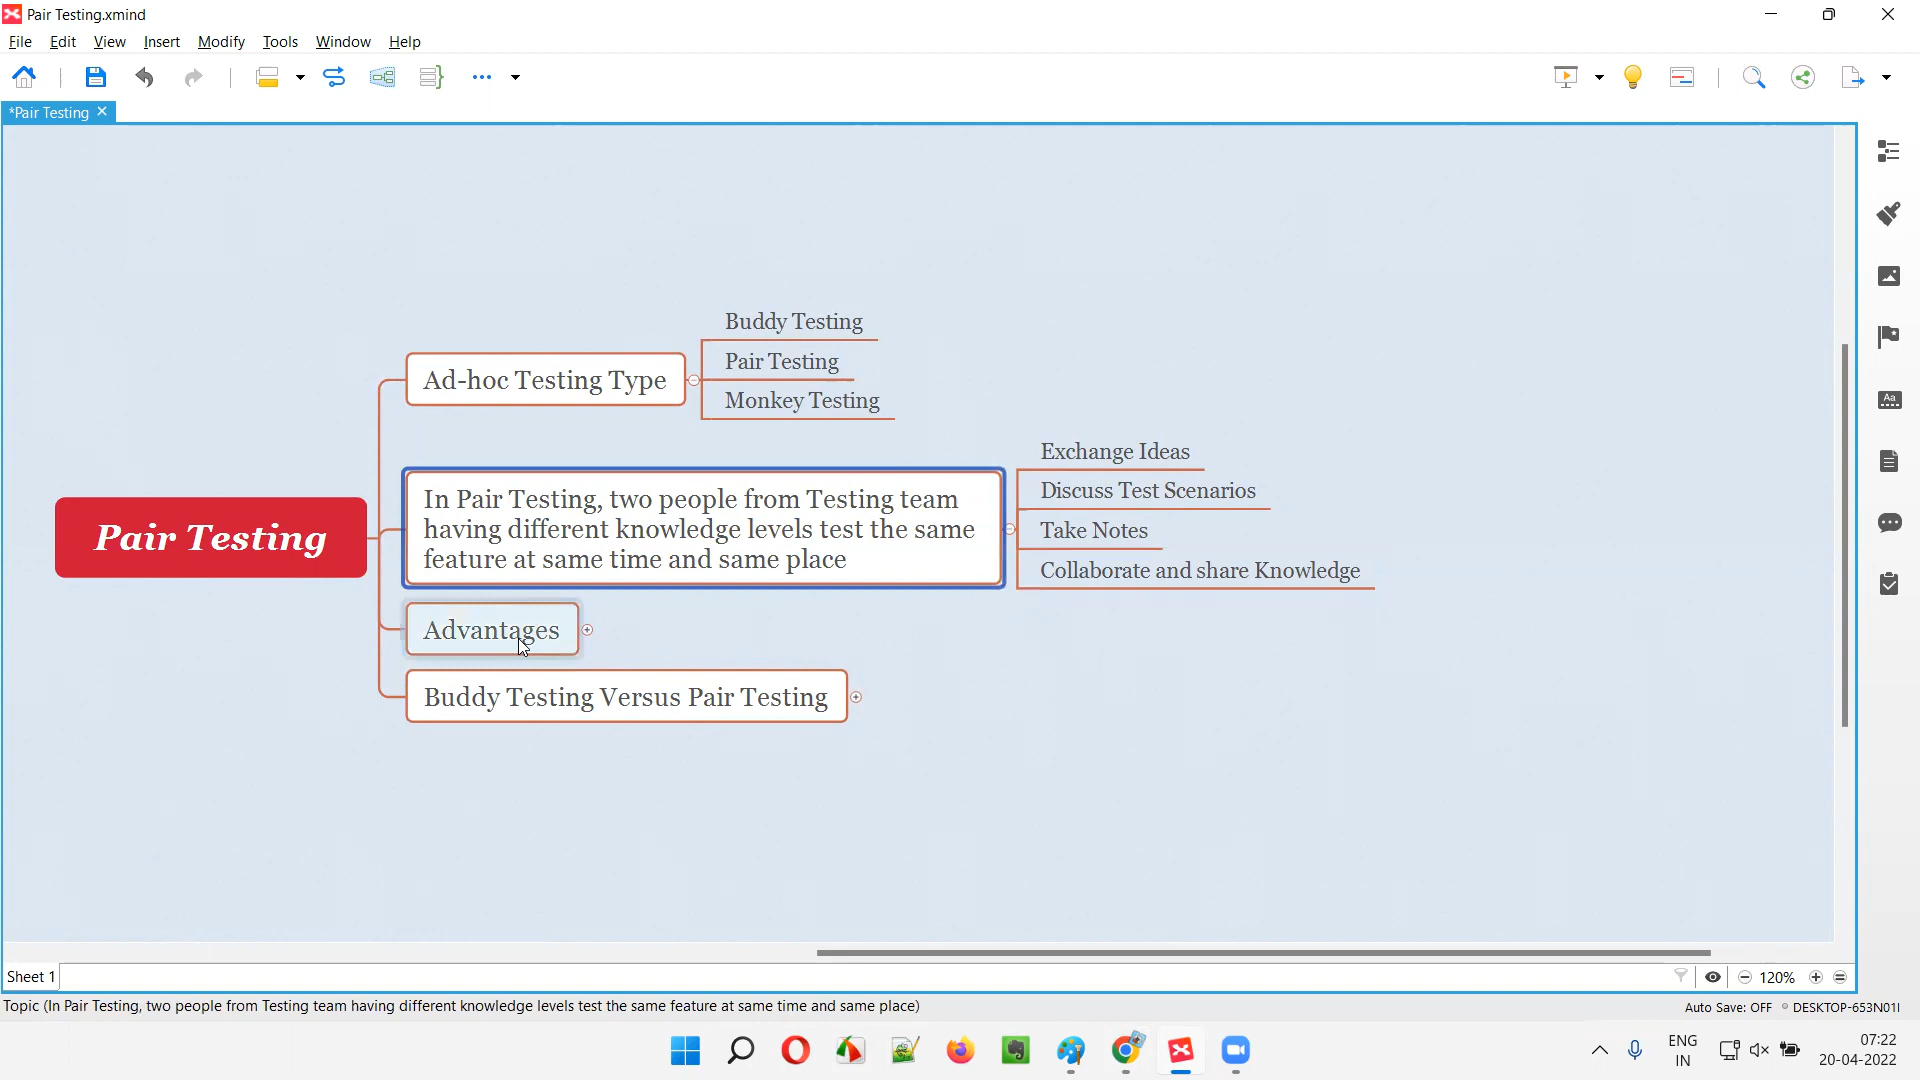 Pair Testing.xmind
File Edit View Insert Modify Tools Window Help
*Pair Testing
Buddy Testing
Ad-hoc Testing Type
Pair Testing
Monkey Testing
Exchange Ideas
In Pair Testing, two people from Testing team
having different knowledge levels test the same
feature at same time and same place
Discuss Test Scenarios
Take Notes
Collaborate and share Knowledge
Pair Testing
Advantages
Buddy Testing Versus Pair Testing
Aa
Sheet 1
120%
Topic (In Pair Testing, two people from Testing team having different knowledge levels test the same feature at same time and same place)
Auto Save: OFF
DESKTOP-653N01I
ENG
IN
07:22
20-04-2022